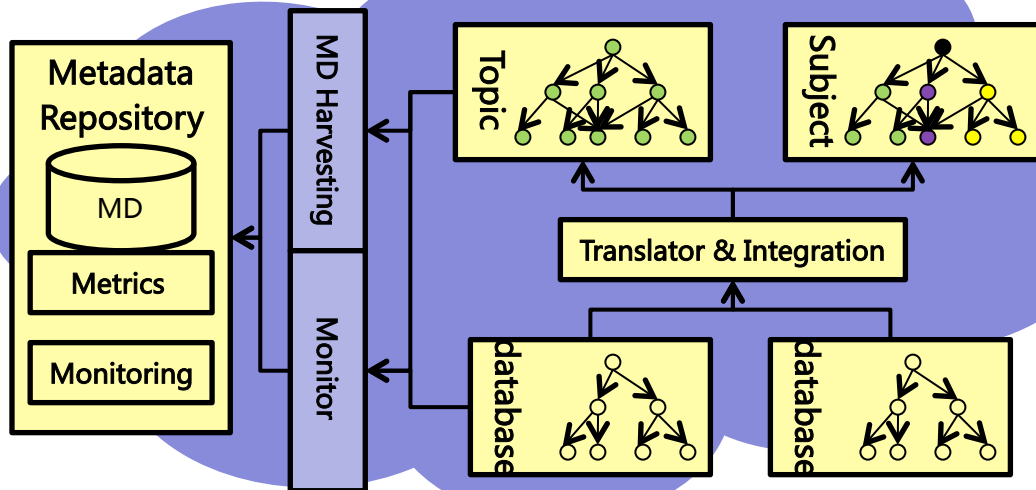 Metadata
Repository
MD
Metrics
Monitoring
MD Harvesting
Monitor
Topic
Subject
Translator & Integration
database
database